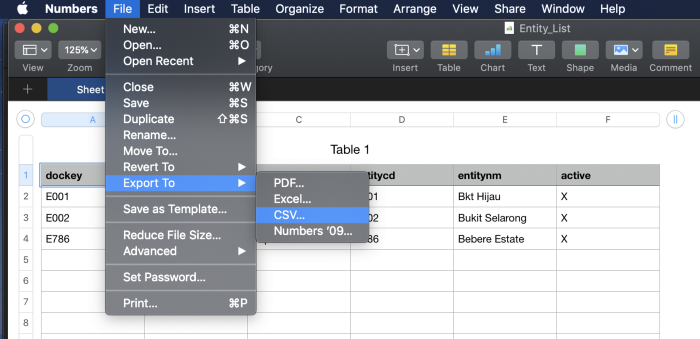 Numbers File Edit Insert Table Organize Format Arrange View Share Window Help
Entity_List
125%
View Zoom Insert Table Chart Text Shape Media Comment
Sheet
New... ⌘N
Open... ⌘O
Open Recent ▶
Close ⌘W
Save ⌘S
Duplicate ⇧⌘S
Rename...
Move To...
Revert To ▶
Export To ▶
Save as Template...
Reduce File Size...
Advanced ▶
Set Password...
Print... ⌘P
PDF...
Excel...
CSV...
Numbers ’09...
A C D E F
Table 1
1 dockey entitynm active
2 E001 01 Bkt Hijau X
3 E002 02 Bukit Selarong X
4 E786 86 Bebere Estate X
5
6
7
8